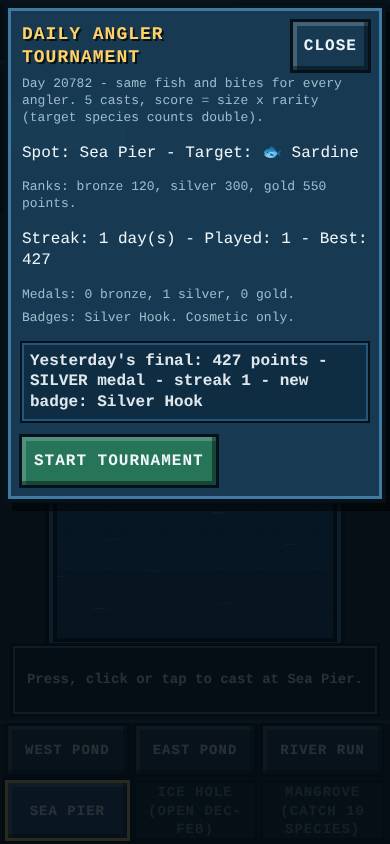 DAILY ANGLER
TOURNAMENT
CLOSE
Day 20782 - same fish and bites for every
angler. 5 casts, score = size x rarity
(target species counts double).
Spot: Sea Pier - Target: 🐟 Sardine
Ranks: bronze 120, silver 300, gold 550
points.
Streak: 1 day(s) - Played: 1 - Best:
427
Medals: 0 bronze, 1 silver, 0 gold.
Badges: Silver Hook. Cosmetic only.
Yesterday's final: 427 points -
SILVER medal - streak 1 - new
badge: Silver Hook
START TOURNAMENT
Press, click or tap to cast at Sea Pier.
WEST POND
EAST POND
RIVER RUN
SEA PIER
ICE HOLE
(OPEN DEC-
FEB)
MANGROVE
(CATCH 10
SPECIES)